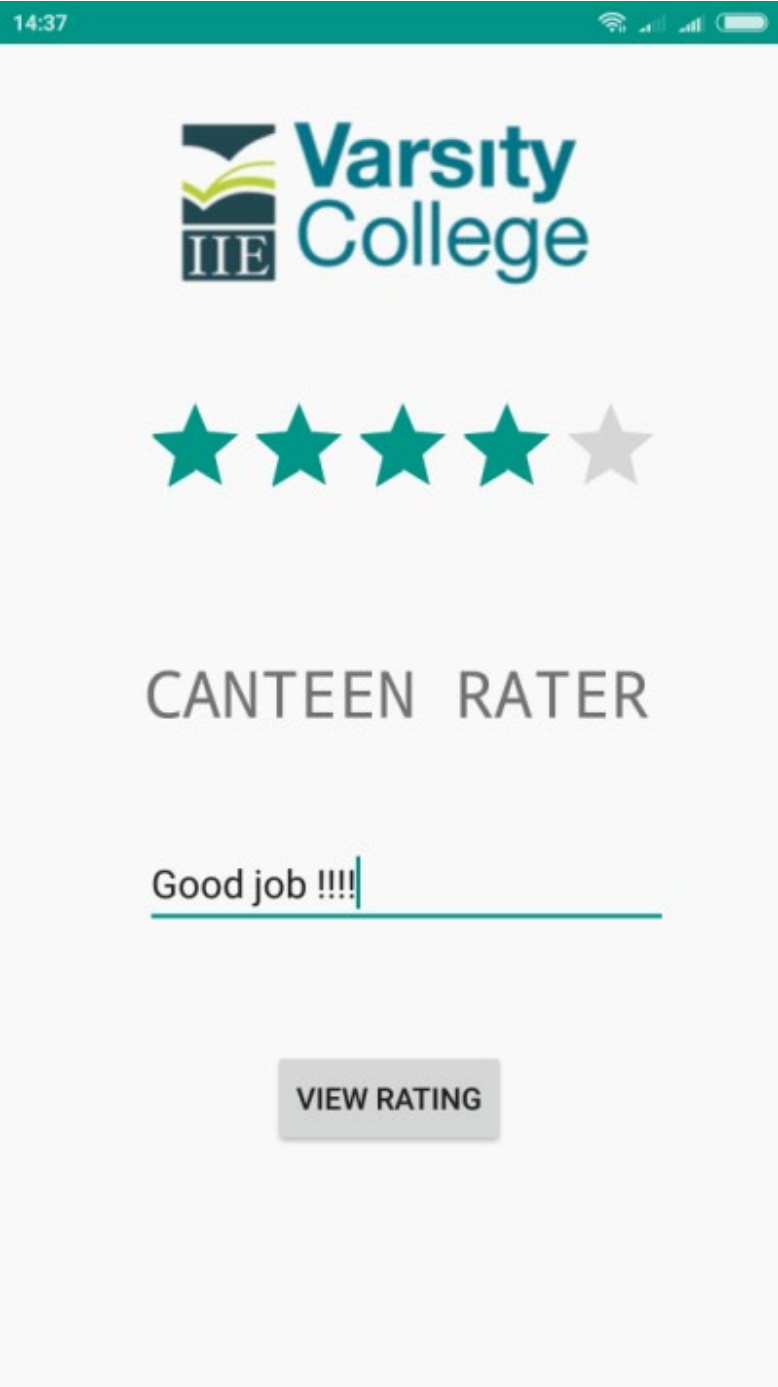 14:37
Varsity
College
IIE
CANTEEN RATER
Good job !!!!
VIEW RATING